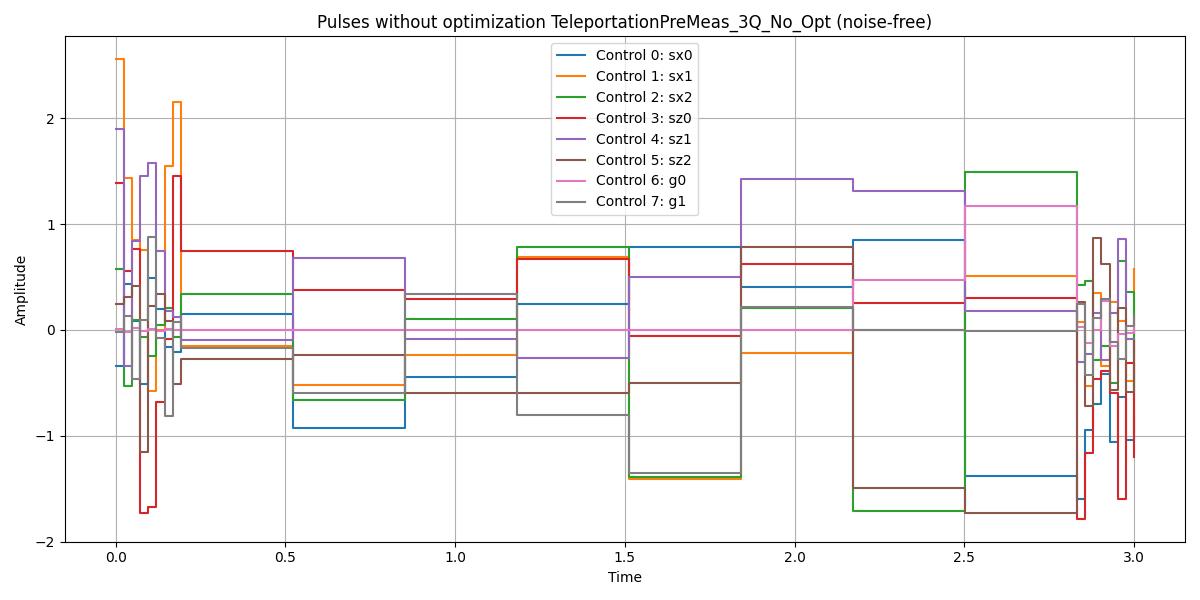 Pulses without optimization TeleportationPreMeas_3Q_No_Opt (noise-free)
Control 0: sx0
Control 1: sx1
Control 2: sx2
Control 3: sz0
Control 4: sz1
Control 5: sz2
Control 6: g0
Control 7: g1
Amplitude
2
1
0
−1
−2
0.0
0.5
1.0
1.5
2.0
2.5
3.0
Time